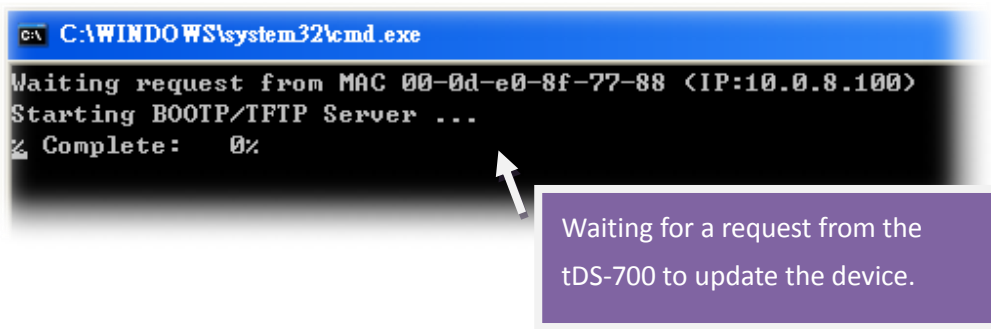 C:\WINDOWS\system32\cmd.exe
Waiting request from MAC 00-0d-e0-8f-77-88 (IP:10.0.8.100)
Starting BOOTP/TFTP Server ...
% Complete:   0%
Waiting for a request from the
tDS-700 to update the device.